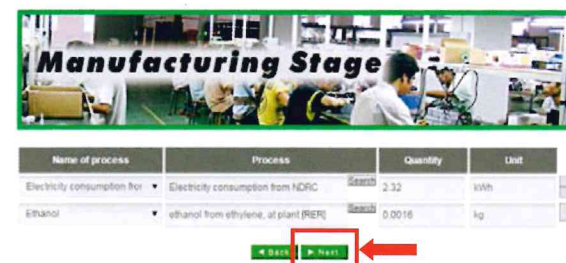 Manufacturing Stage
Name of process Process Quantity Unit
Electricity consumption fror Electricity consumption from NDRC Search 2.32 kWh
Ethanol ethanol from ethylene, at plant [RER] Search 0.0016 kg
Back Next